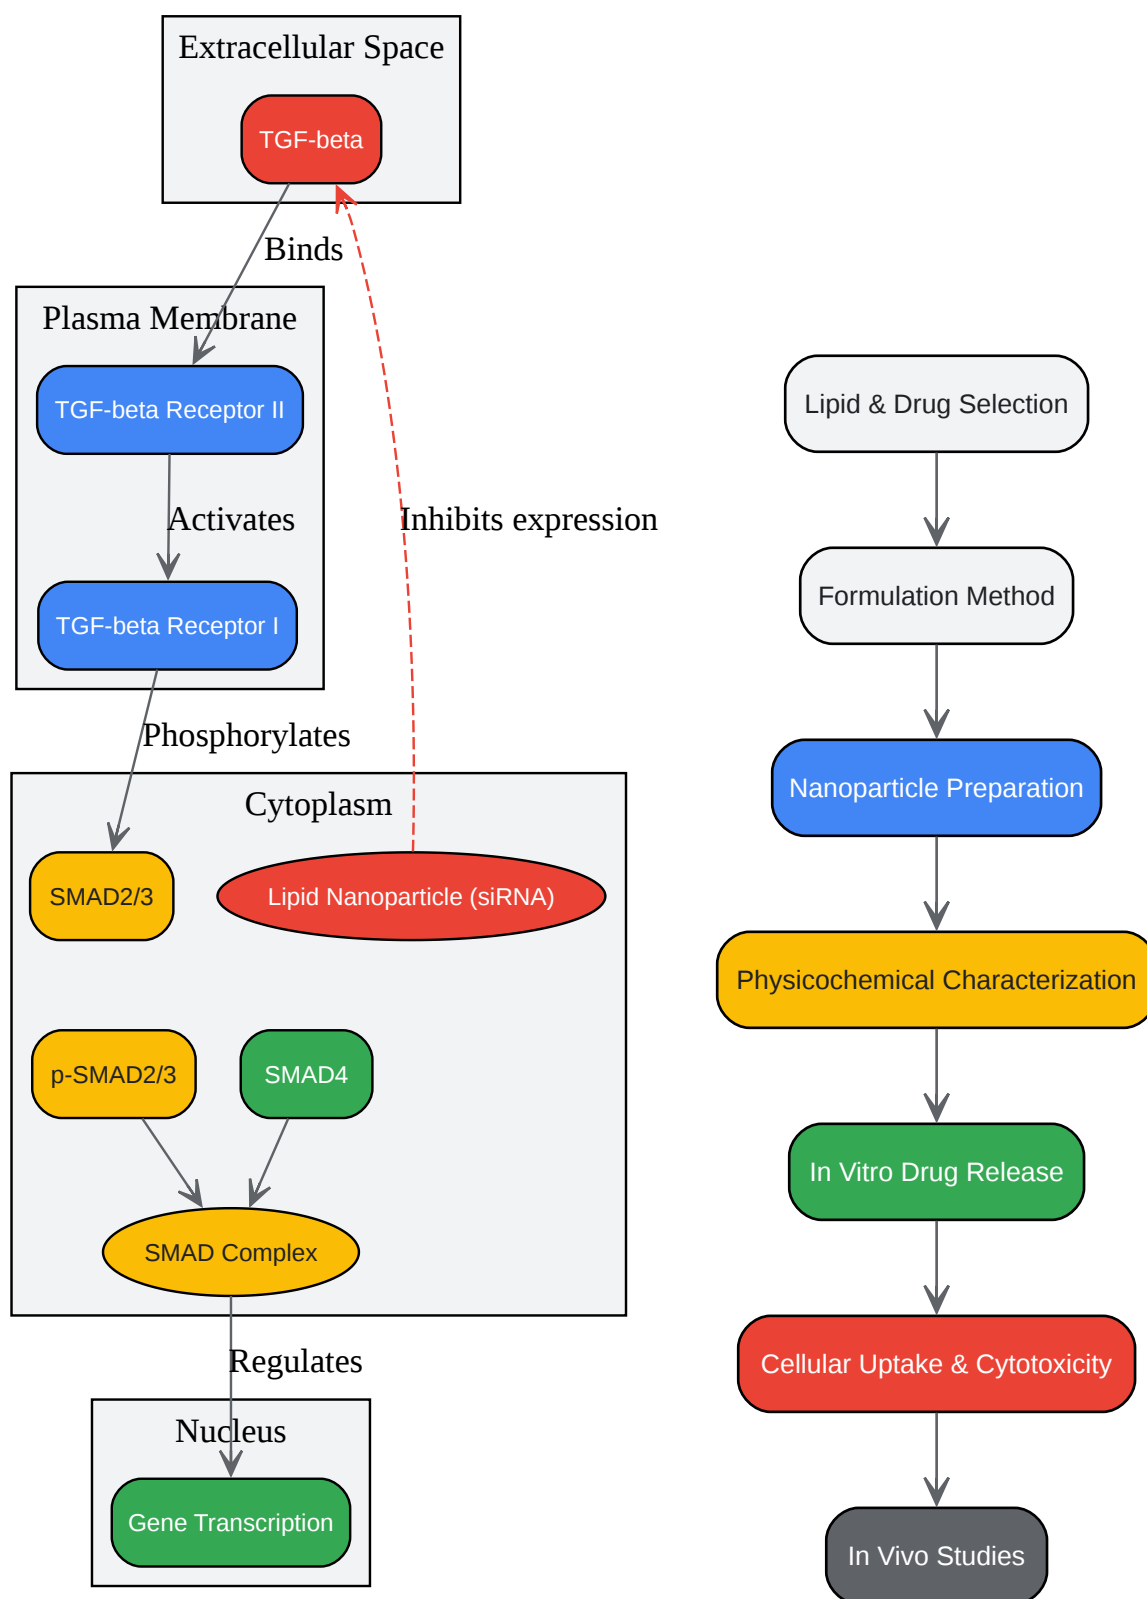 Extracellular Space
TGF-beta
Binds
Plasma Membrane
TGF-beta Receptor II
Activates
Inhibits expression
TGF-beta Receptor I
Phosphorylates
Cytoplasm
SMAD2/3
Lipid Nanoparticle (siRNA)
p-SMAD2/3
SMAD4
SMAD Complex
Regulates
Nucleus
Gene Transcription
Lipid & Drug Selection
Formulation Method
Nanoparticle Preparation
Physicochemical Characterization
In Vitro Drug Release
Cellular Uptake & Cytotoxicity
In Vivo Studies